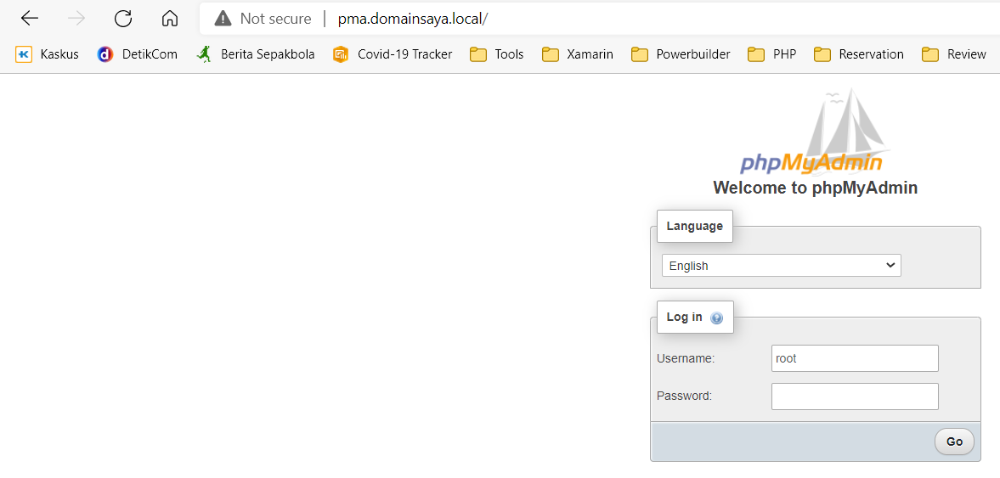 Not secure | pma.domainsaya.local/
Kaskus DetikCom Berita Sepakbola Covid-19 Tracker Tools Xamarin Powerbuilder PHP Reservation Review
phpMyAdmin
Welcome to phpMyAdmin
Language
English
Log in
Username: root
Password:
Go